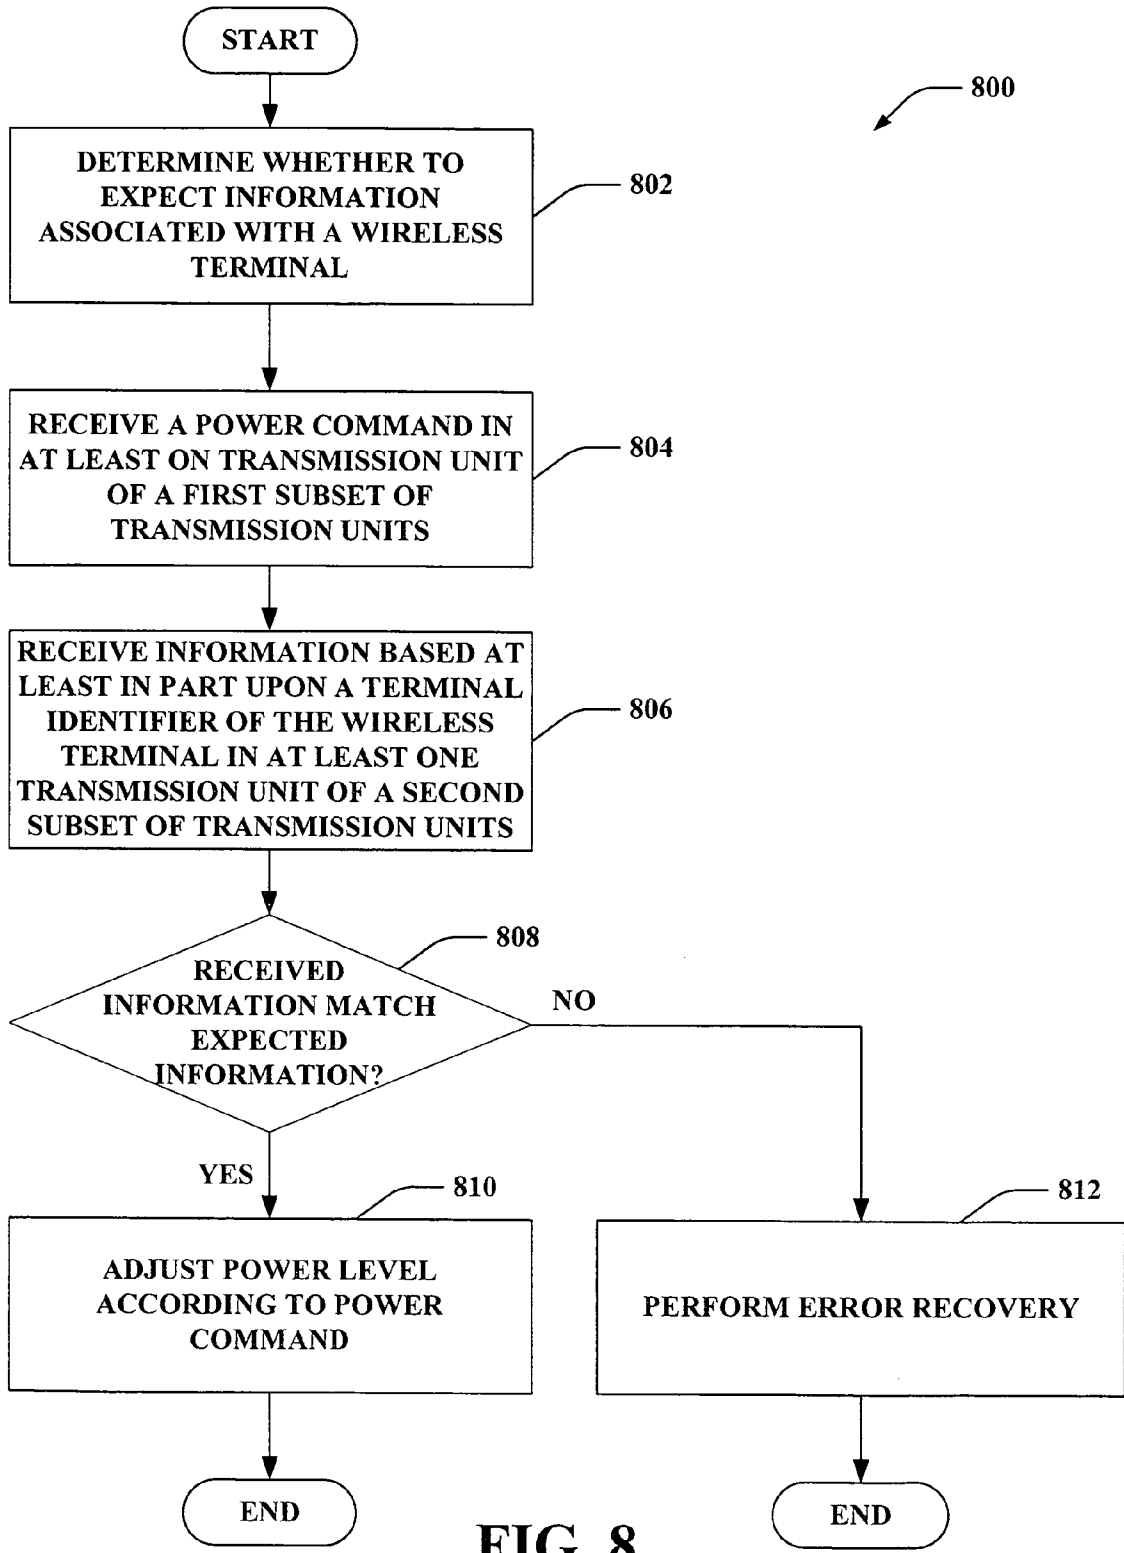 START
800
DETERMINE WHETHER TO
EXPECT INFORMATION
ASSOCIATED WITH A WIRELESS
TERMINAL
802
RECEIVE A POWER COMMAND IN
AT LEAST ON TRANSMISSION UNIT
OF A FIRST SUBSET OF
TRANSMISSION UNITS
804
RECEIVE INFORMATION BASED AT
LEAST IN PART UPON A TERMINAL
IDENTIFIER OF THE WIRELESS
TERMINAL IN AT LEAST ONE
TRANSMISSION UNIT OF A SECOND
SUBSET OF TRANSMISSION UNITS
806
RECEIVED
INFORMATION MATCH
EXPECTED
INFORMATION?
808
NO
YES
810
ADJUST POWER LEVEL
ACCORDING TO POWER
COMMAND
812
PERFORM ERROR RECOVERY
END
END
FIG. 8